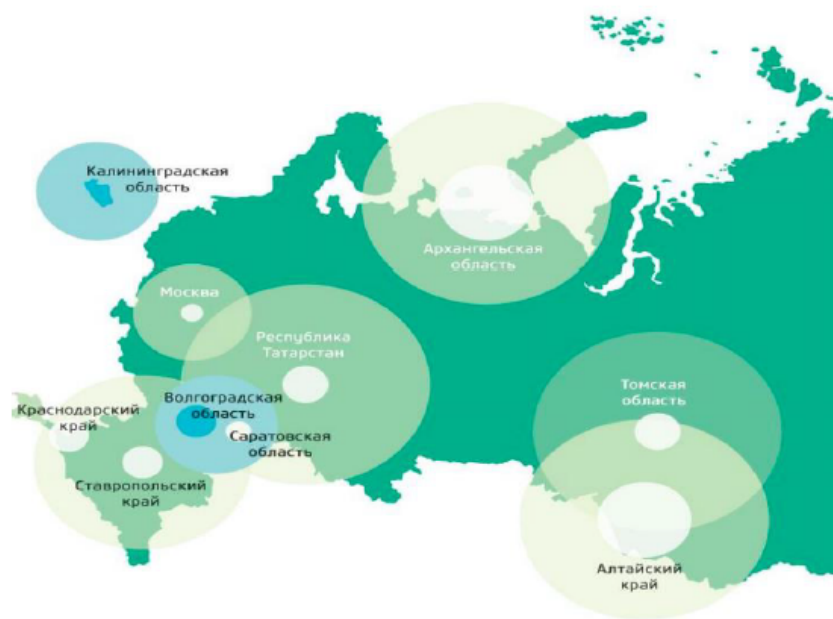 Калининградская
область
Архангельская
область
Москва
Республика
Татарстан
Томская
область
Волгоградская
область
Краснодарский
край
Саратовская
область
Ставропольский
край
Алтайский
край